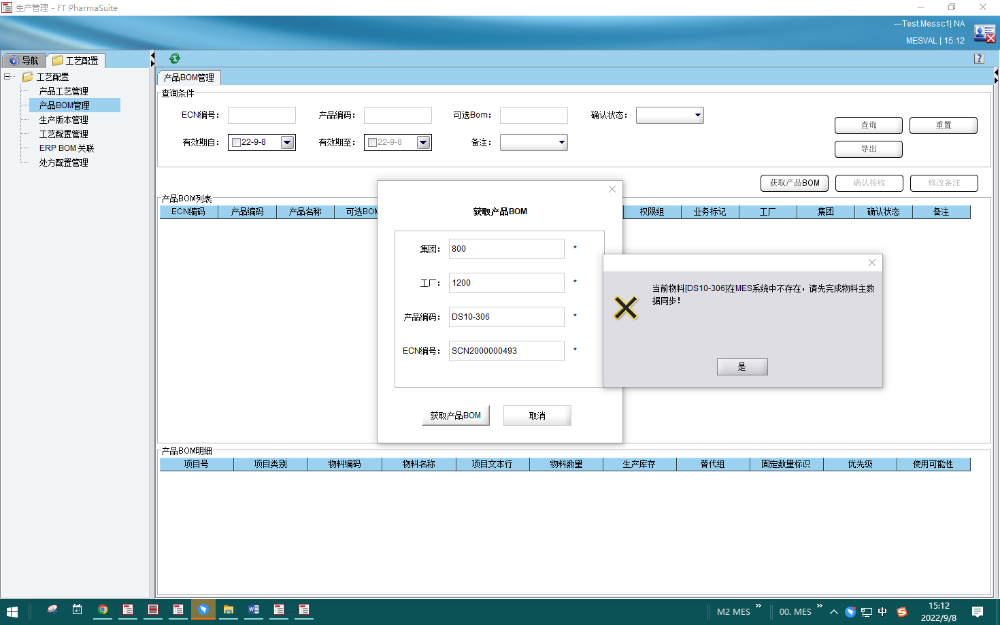 生产管理 - FT PharmaSuite
---Test.Messc1| NA
MESVAL | 15:12
导航
工艺配置
工艺配置
产品工艺管理
产品BOM管理
生产版本管理
工艺配置管理
ERP BOM 关联
处方配置管理
产品BOM管理
查询条件
ECN编号：
产品编码：
可选Bom：
确认状态：
有效期自：
22-9-8
有效期至：
22-9-8
备注：
查询
重置
导出
获取产品BOM
确认接收
修改备注
产品BOM列表
ECN编码 产品编码 产品名称 可选BOM 权限组 业务标记 工厂 集团 确认状态 备注
获取产品BOM
集团： 800 *
工厂： 1200 *
产品编码： DS10-306 *
ECN编号： SCN2000000493 *
获取产品BOM 取消
当前物料[DS10-306]在MES系统中不存在，请先完成物料主数
据同步！
是
产品BOM明细
项目号 项目类别 物料编码 物料名称 项目文本行 物料数量 生产库存 替代组 固定数量标识 优先级 使用可能性
M2 MES
00. MES
中
15:12
2022/9/8